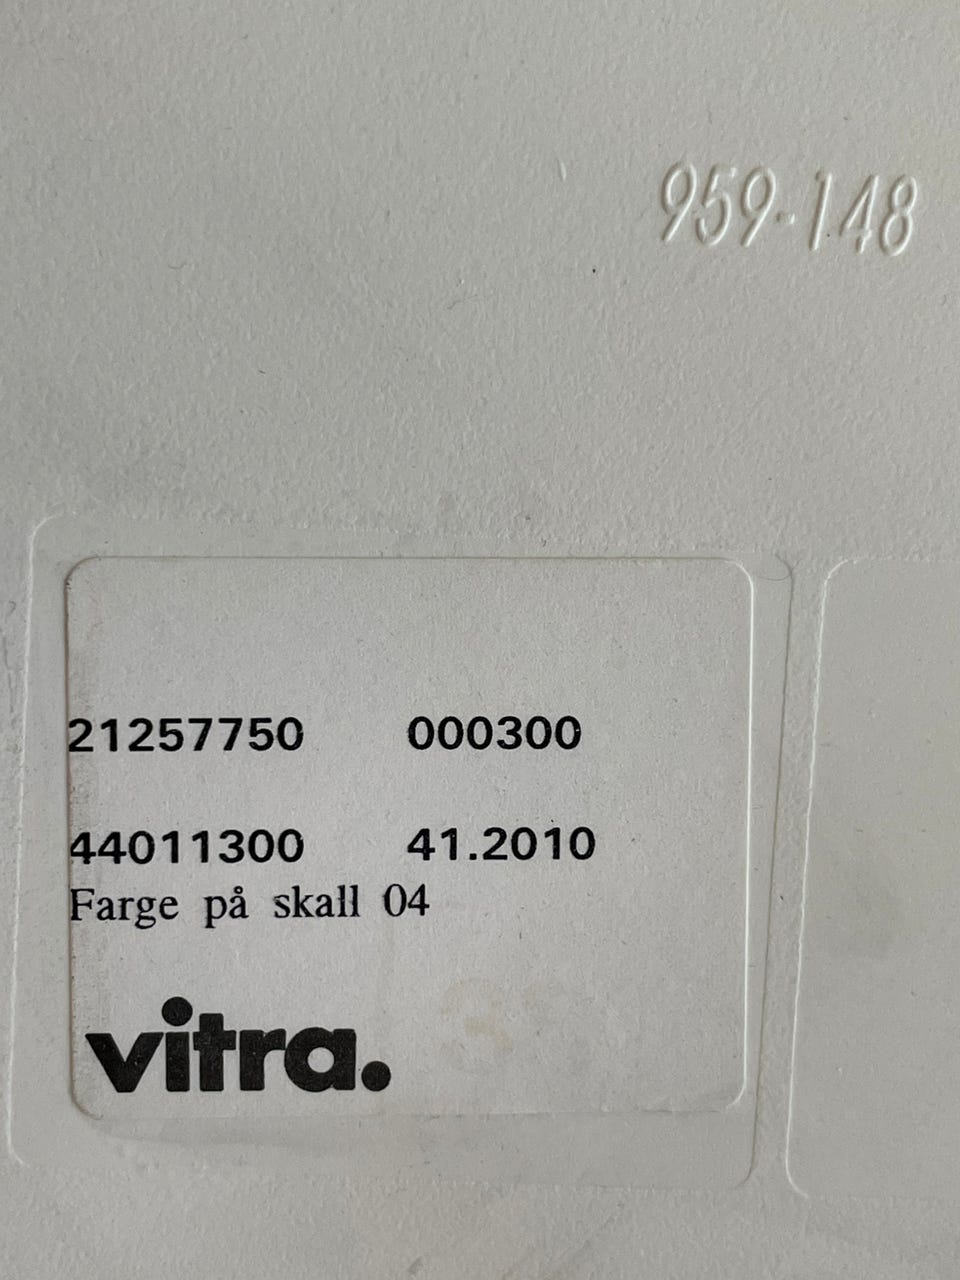 959-148
21257750 000300
44011300 41.2010
Farge på skall 04
vitra.